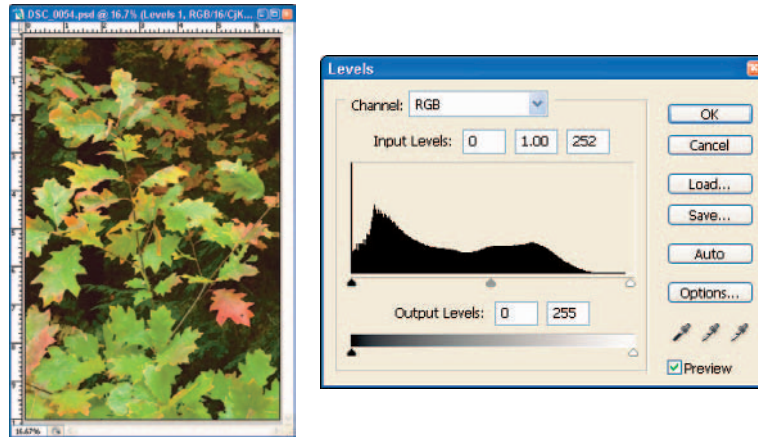 DSC_0054.psd @ 16.7% (Levels 1, RGB/16/CjK...
16.67%
Levels
Channel: RGB
OK
Input Levels: 0 1.00 252
Cancel
Load...
Save...
Auto
Options...
Output Levels: 0 255
Preview